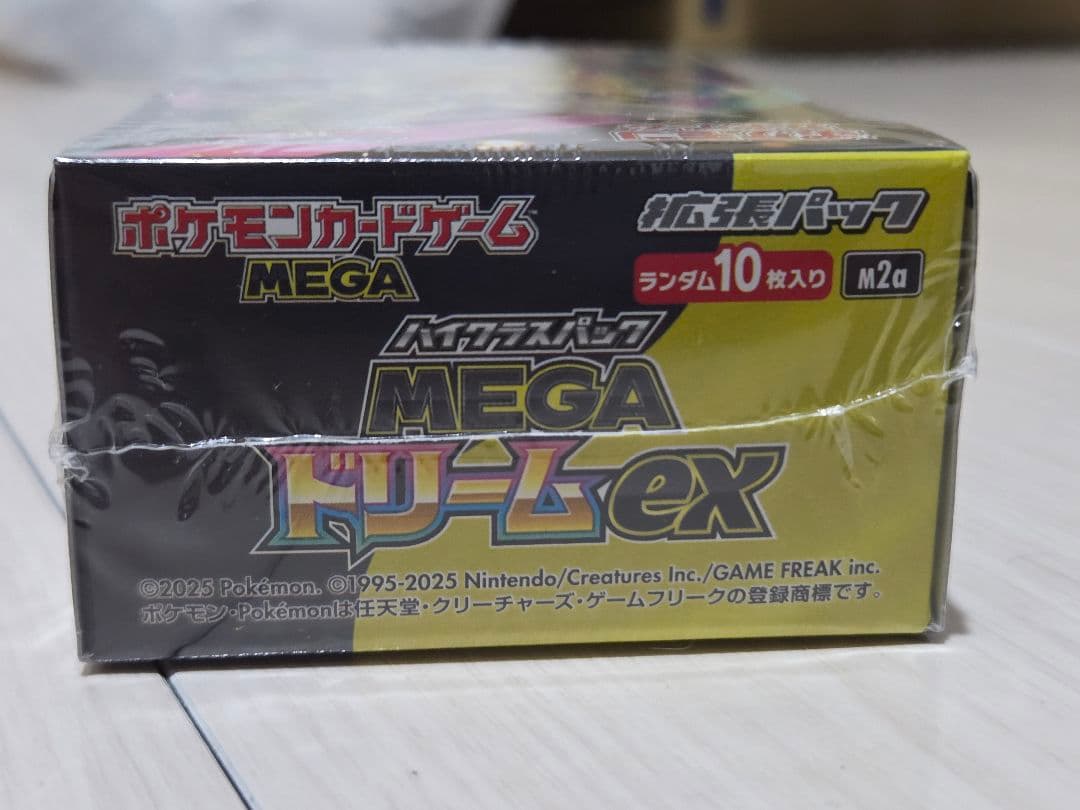 ポケモンカードゲーム
MEGA
拡張パック
ランダム10枚入り
M2a
ハイクラスパック
MEGA
ドリームex
©2025 Pokémon. ©1995-2025 Nintendo/Creatures Inc./GAME FREAK inc.
ポケモン・Pokémonは任天堂・クリーチャーズ・ゲームフリークの登録商標です。